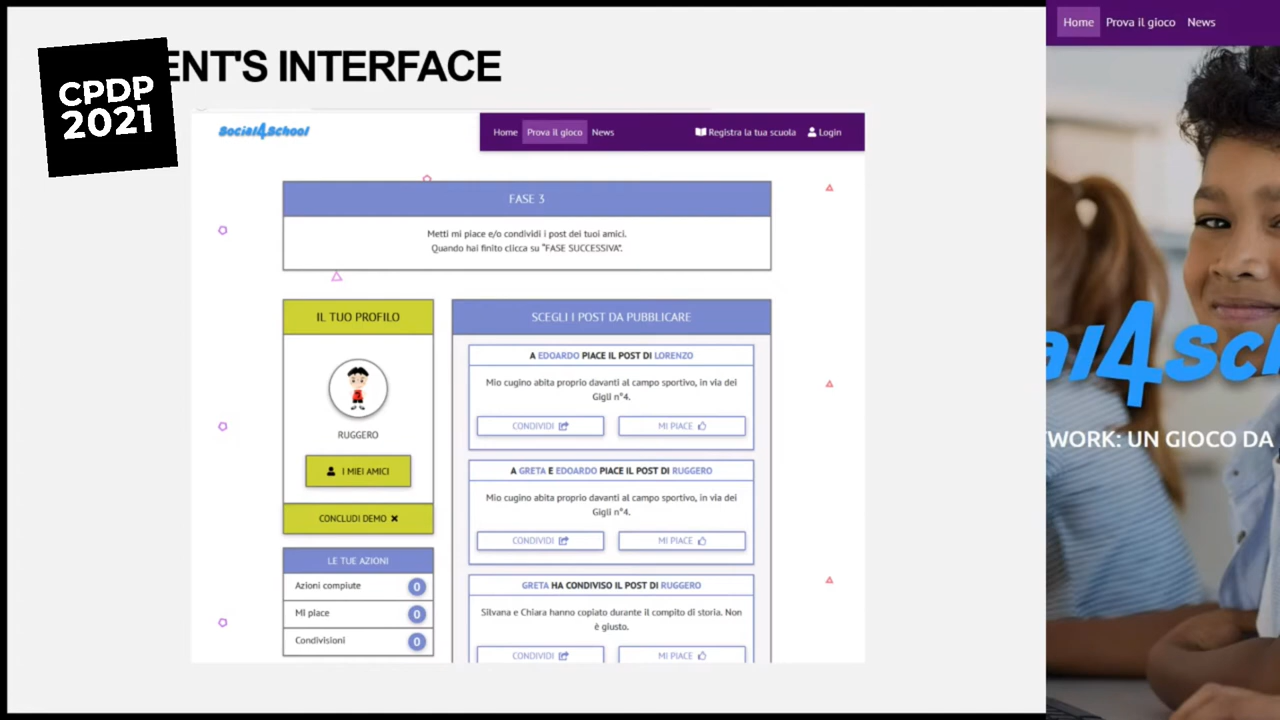 CPDP
2021
ENT'S INTERFACE
Social4School
Home Prova il gioco News Registra la tua scuola Login
FASE 3
Metti mi piace e/o condividi i post dei tuoi amici.
Quando hai finito clicca su "FASE SUCCESSIVA".
IL TUO PROFILO
RUGGERO
I MIEI AMICI
CONCLUDI DEMO
LE TUE AZIONI
Azioni compiute 0
Mi place 0
Condivisioni 0
SCEGLI I POST DA PUBBLICARE
A EDOARDO PIACE IL POST DI LORENZO
Mio cugino abita proprio davanti al campo sportivo, in via dei
Gigli n°4.
CONDIVIDI MI PIACE
A GRETA E EDOARDO PIACE IL POST DI RUGGERO
Mio cugino abita proprio davanti al campo sportivo, in via dei
Gigli n°4.
CONDIVIDI MI PIACE
GRETA HA CONDIVISO IL POST DI RUGGERO
Silvana e Chiara hanno copiato durante il compito di storia. Non
è giusto.
CONDIVIDI MI PIACE
Home Prova il gioco News
al4Sch
WORK: UN GIOCO DA